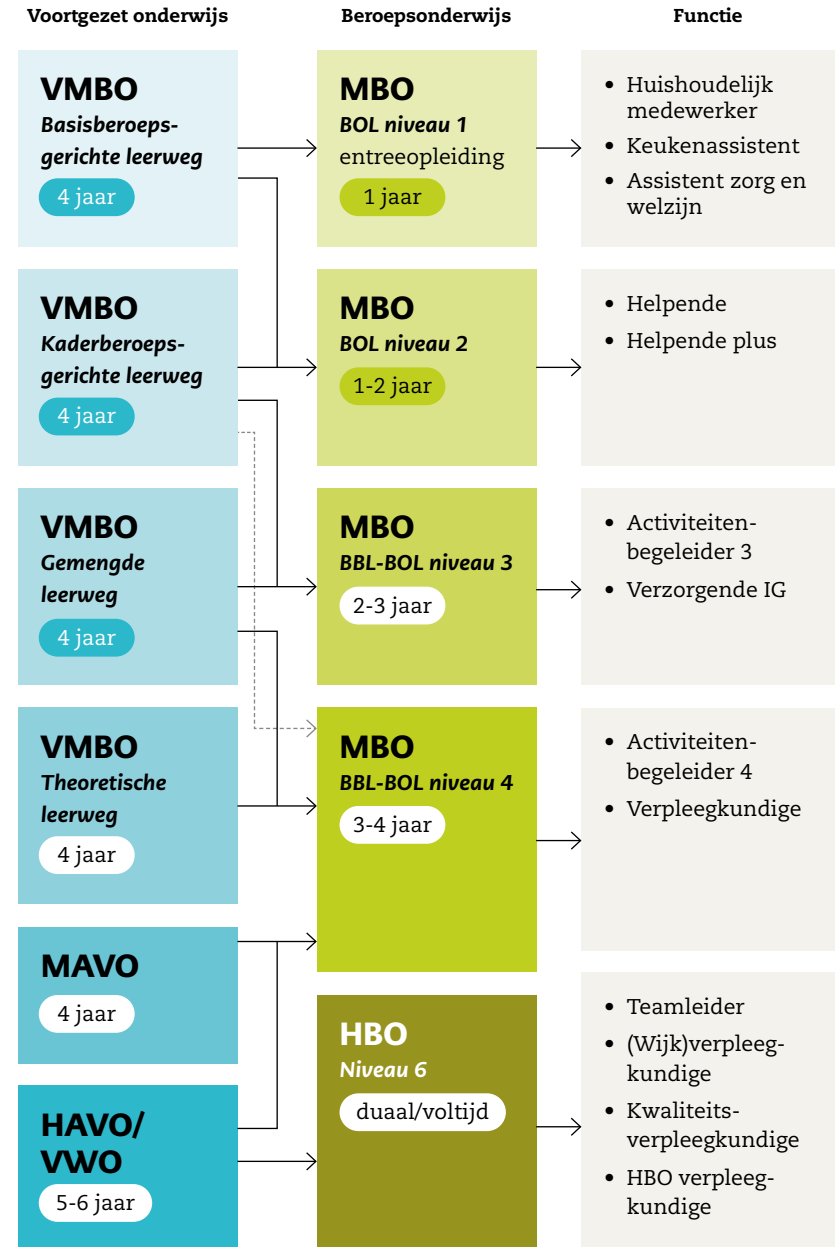 Voortgezet onderwijs
Beroepsonderwijs
Functie
VMBO
Basisberoeps-
gerichte leerweg
4 jaar
MBO
BOL niveau 1
entreeopleiding
1 jaar
• Huishoudelijk
medewerker
• Keukenassistent
• Assistent zorg en
welzijn
VMBO
Kaderberoeps-
gerichte leerweg
4 jaar
MBO
BOL niveau 2
1-2 jaar
• Helpende
• Helpende plus
VMBO
Gemengde
leerweg
4 jaar
MBO
BBL-BOL niveau 3
2-3 jaar
• Activiteiten-
begeleider 3
• Verzorgende IG
VMBO
Theoretische
leerweg
4 jaar
MBO
BBL-BOL niveau 4
3-4 jaar
• Activiteiten-
begeleider 4
• Verpleegkundige
MAVO
4 jaar
HAVO/
VWO
5-6 jaar
HBO
Niveau 6
duaal/voltijd
• Teamleider
• (Wijk)verpleeg-
kundige
• Kwaliteits-
verpleegkundige
• HBO verpleeg-
kundige